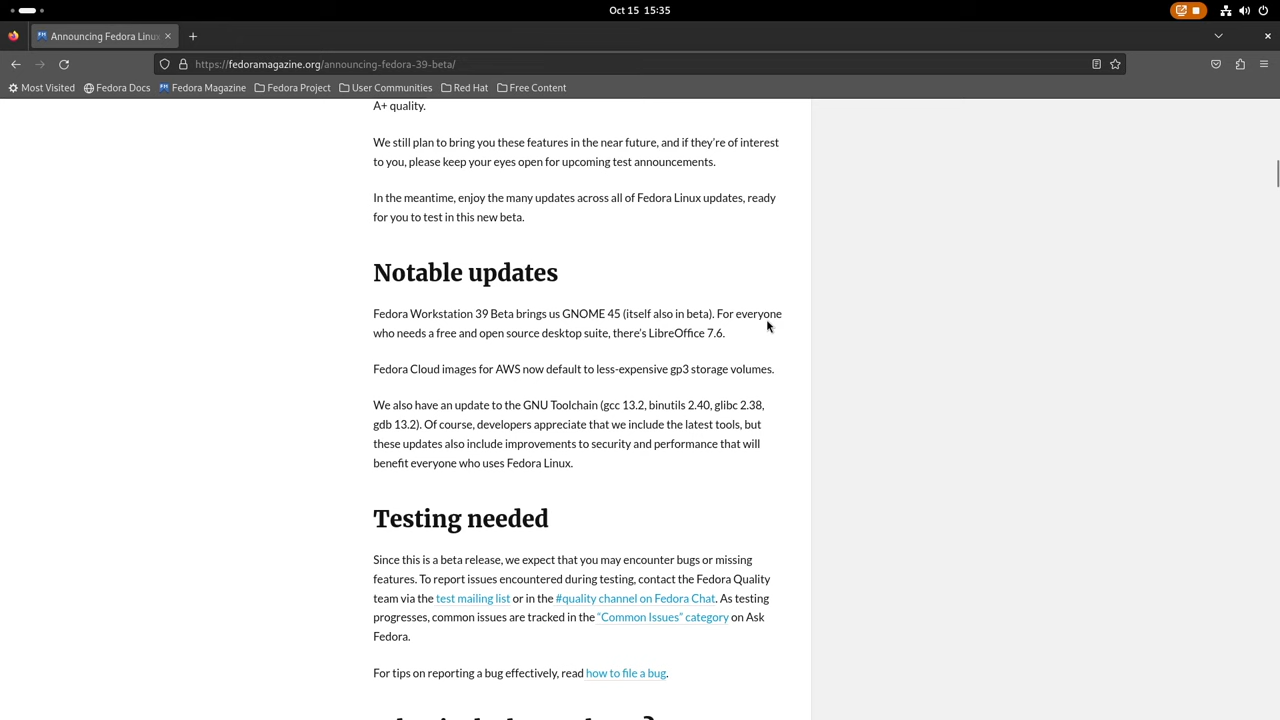 Oct 15 15:35
Announcing Fedora Linux
https://fedoramagazine.org/announcing-fedora-39-beta/
Most Visited Fedora Docs Fedora Magazine Fedora Project User Communities Red Hat Free Content
A+ quality.
We still plan to bring you these features in the near future, and if they're of interest
to you, please keep your eyes open for upcoming test announcements.
In the meantime, enjoy the many updates across all of Fedora Linux updates, ready
for you to test in this new beta.
Notable updates
Fedora Workstation 39 Beta brings us GNOME 45 (itself also in beta). For everyone
who needs a free and open source desktop suite, there's LibreOffice 7.6.
Fedora Cloud images for AWS now default to less-expensive gp3 storage volumes.
We also have an update to the GNU Toolchain (gcc 13.2, binutils 2.40, glibc 2.38,
gdb 13.2). Of course, developers appreciate that we include the latest tools, but
these updates also include improvements to security and performance that will
benefit everyone who uses Fedora Linux.
Testing needed
Since this is a beta release, we expect that you may encounter bugs or missing
features. To report issues encountered during testing, contact the Fedora Quality
team via the test mailing list or in the #quality channel on Fedora Chat. As testing
progresses, common issues are tracked in the “Common Issues” category on Ask
Fedora.
For tips on reporting a bug effectively, read how to file a bug.